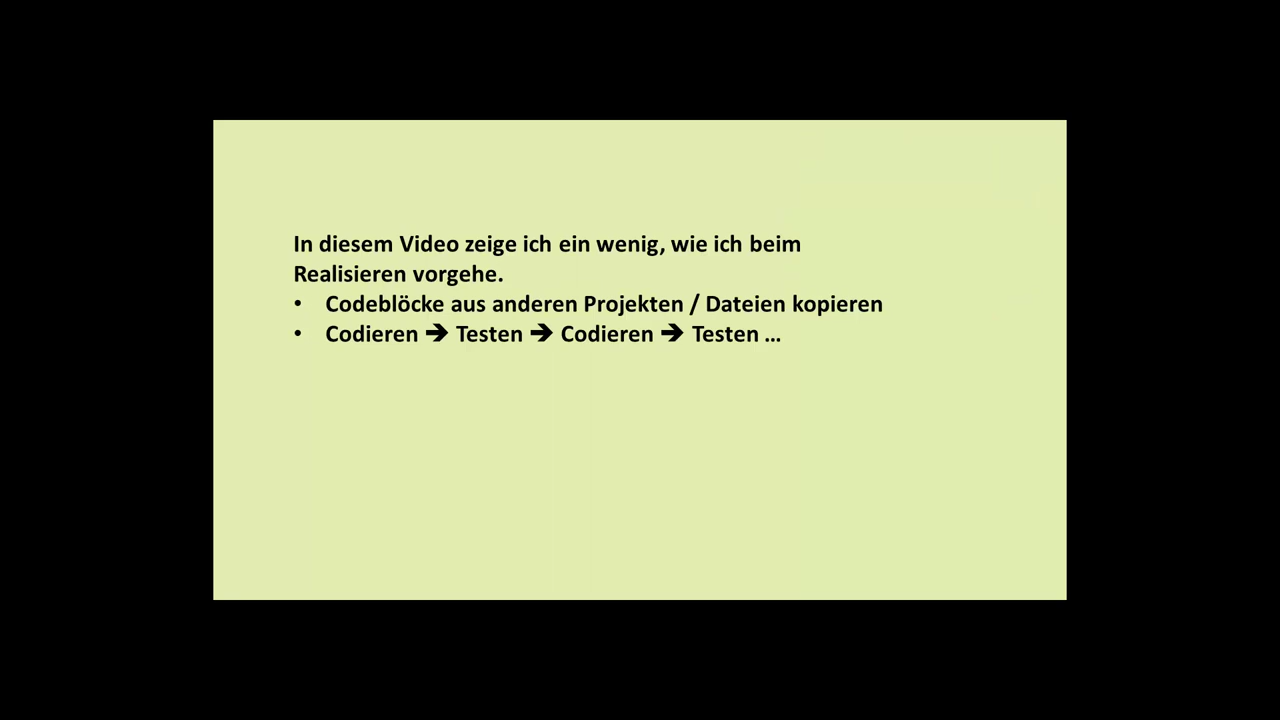 In diesem Video zeige ich ein wenig, wie ich beim
Realisieren vorgehe.
• Codeblöcke aus anderen Projekten / Dateien kopieren
• Codieren ➔ Testen ➔ Codieren ➔ Testen …